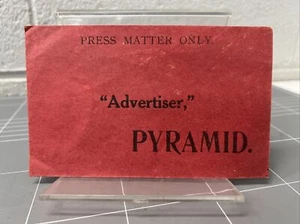 PRESS MATTER ONLY.
“Advertiser,”
PYRAMID.